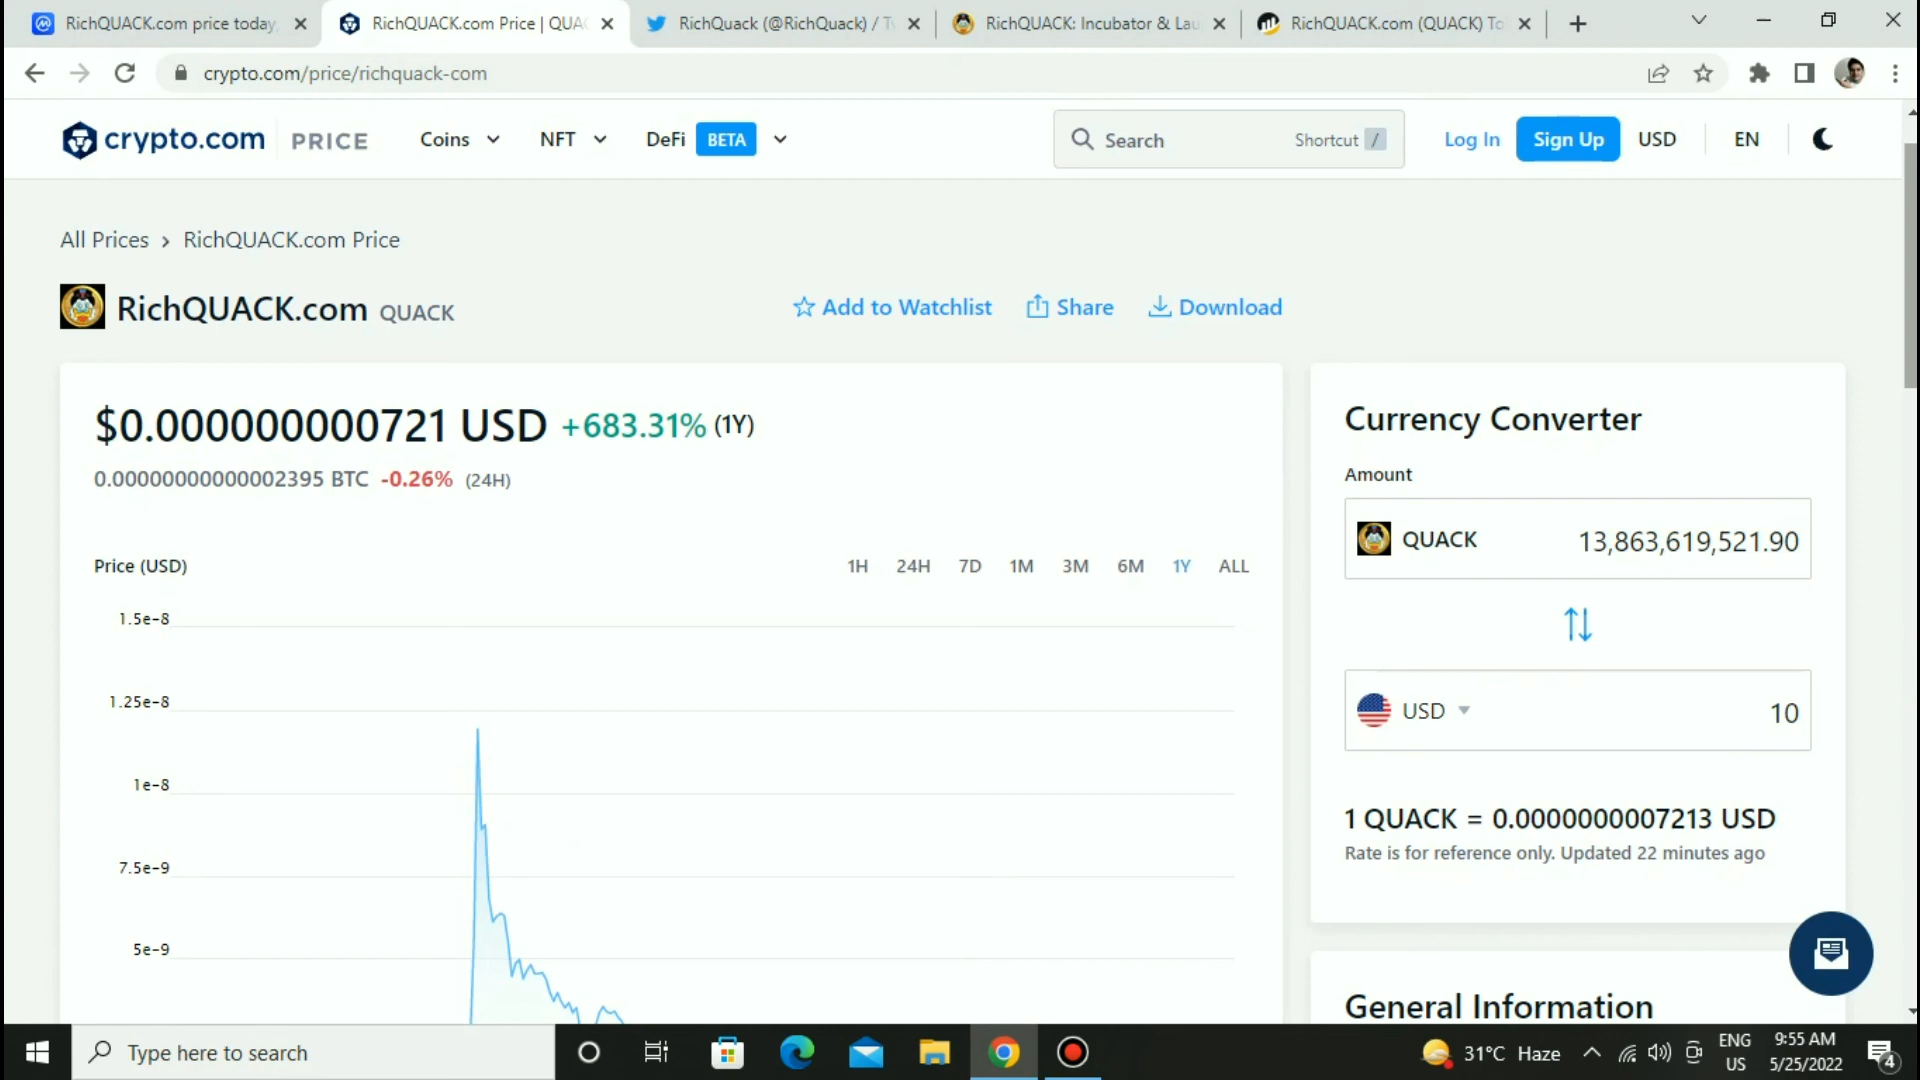 RichQUACK.com price today,
RichQUACK.com Price | QUAC
RichQuack (@RichQuack) / Tw
RichQUACK: Incubator & Lau
RichQUACK.com (QUACK) To
crypto.com/price/richquack-com
crypto.com PRICE Coins NFT DeFi BETA Search Shortcut / Log In Sign Up USD EN
All Prices › RichQUACK.com Price
RichQUACK.com QUACK
Add to Watchlist Share Download
$0.000000000721 USD +683.31% (1Y)
0.00000000000002395 BTC -0.26% (24H)
Price (USD)
1H 24H 7D 1M 3M 6M 1Y ALL
1.5e-8
1.25e-8
1e-8
7.5e-9
5e-9
Currency Converter
Amount
QUACK 13,863,619,521.90
USD 10
1 QUACK = 0.0000000007213 USD
Rate is for reference only. Updated 22 minutes ago
General Information
Type here to search
31°C Haze
ENG
US
9:55 AM
5/25/2022
4